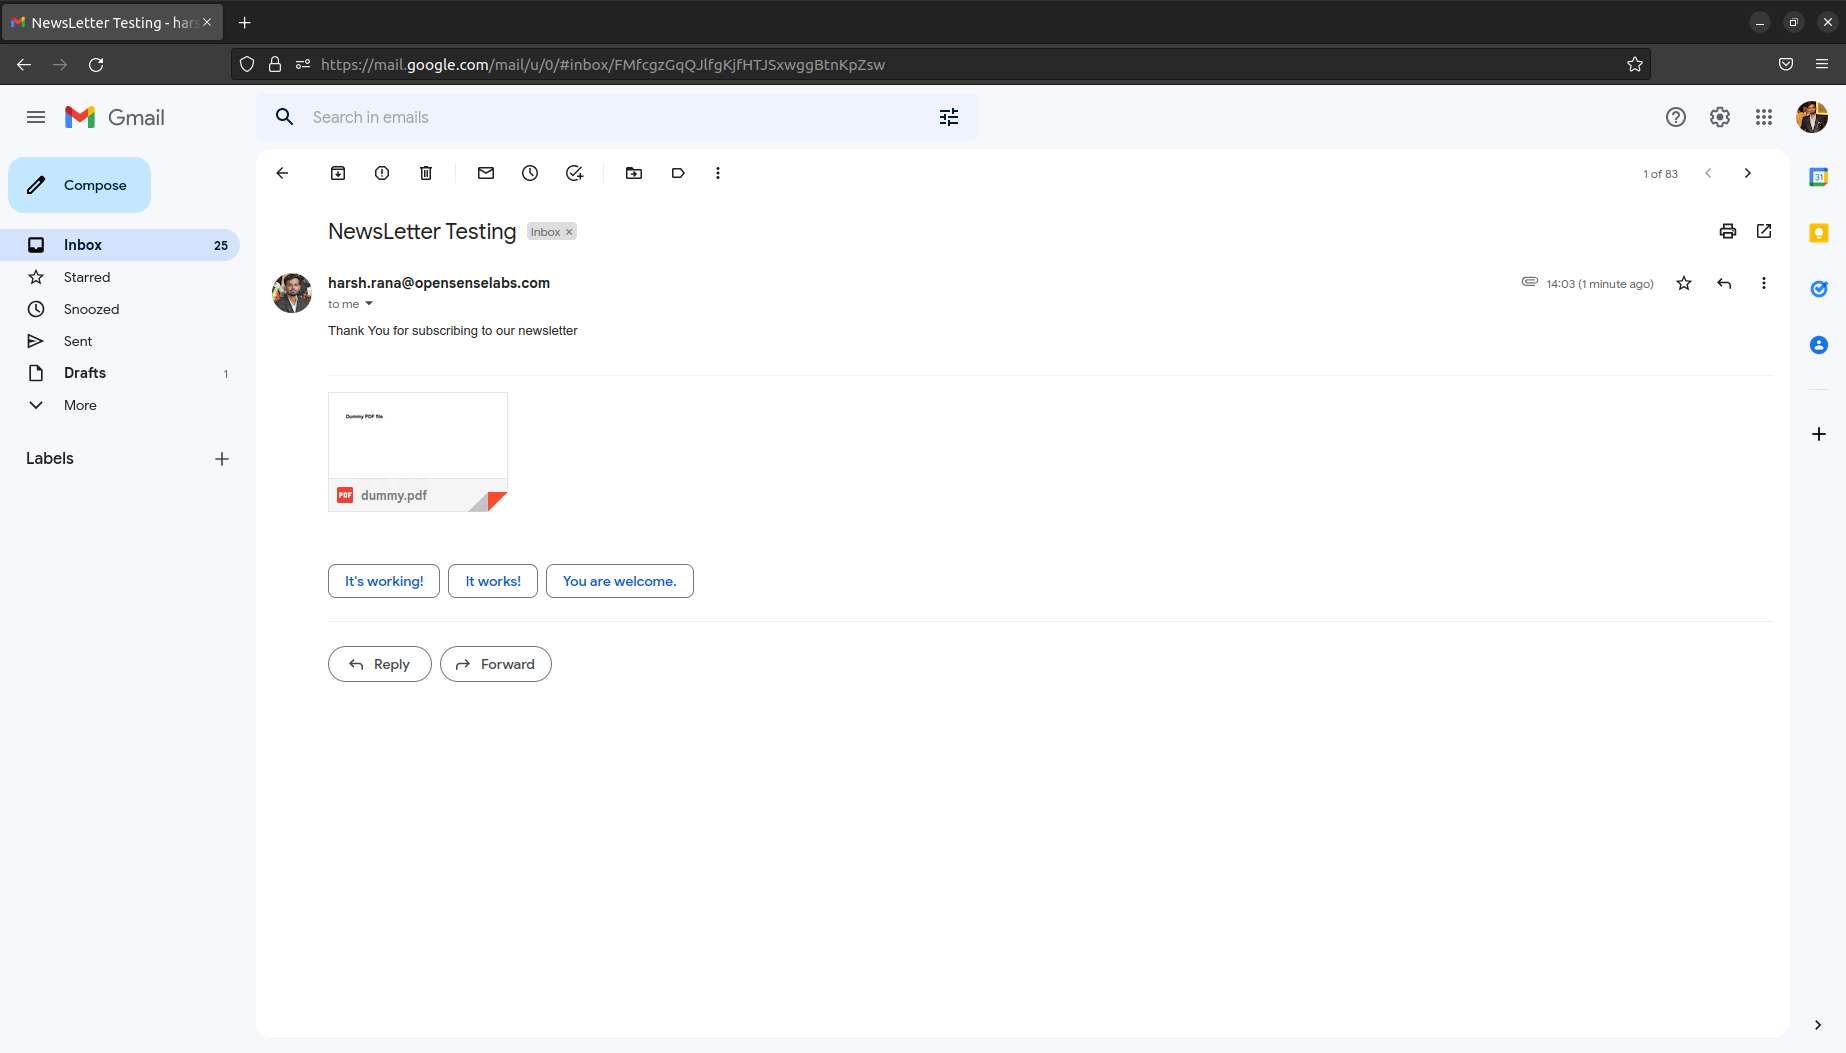 NewsLetter Testing - har
https://mail.google.com/mail/u/0/#inbox/FMfcgzGqQJlfgKjfHTJSxwggBtnKpZsw
Gmail
Search in emails
Compose
1 of 83
31
NewsLetter Testing
Inbox ×
Inbox 25
Starred
Snoozed
Sent
Drafts 1
More
Labels
harsh.rana@opensenselabs.com
14:03 (1 minute ago)
to me
Thank You for subscribing to our newsletter
Dummy PDF file
PDF dummy.pdf
It's working!
It works!
You are welcome.
Reply
Forward